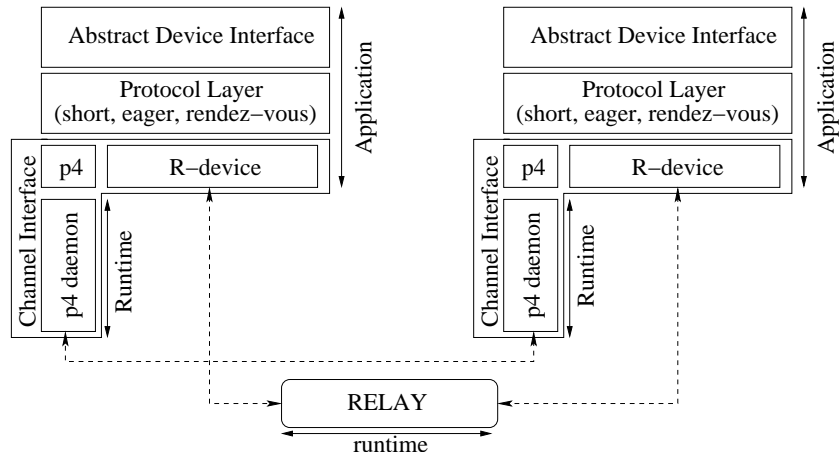 Abstract Device Interface
Protocol Layer
(short, eager, rendez−vous)
Application
p4
R−device
Channel Interface
p4 daemon
Runtime
Abstract Device Interface
Protocol Layer
(short, eager, rendez−vous)
Application
p4
R−device
Channel Interface
p4 daemon
Runtime
RELAY
runtime